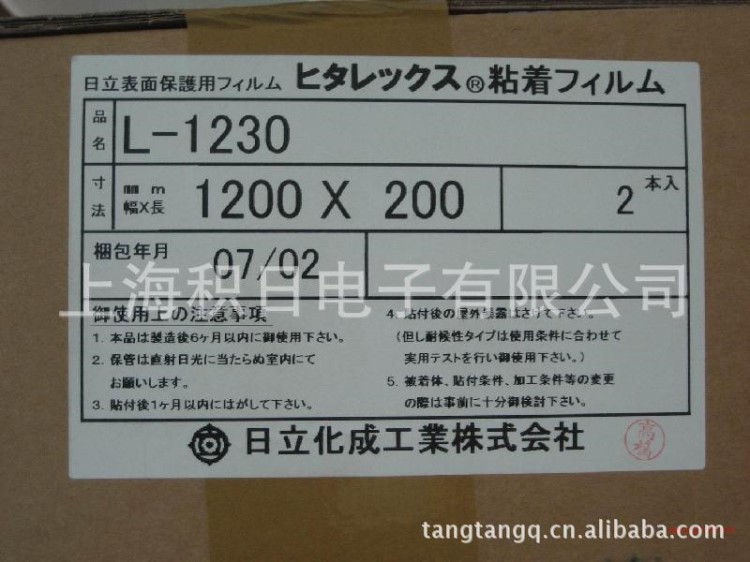 日立表面保護用フィルム ヒタレックス®粘着フィルム
品名 L-1230
寸法 mm m 幅X長 1200 X 200 2 本入
梱包年月 07/02
上海积日电子有限公司
御使用上の注意事項
1. 本品は製造後6ヶ月以内に御使用下さい。
2. 保管は直射日光に当たらぬ室内にて
お願いします。
3. 貼付後1ヶ月以内にはがして下さい。
4. 貼付後の屋外暴露はさけて下さい。
(但し耐候性タイプは使用条件に合わせて
実用テストを行い御使用下さい。)
5. 被着体、貼付条件、加工条件等の変更
の際は事前に十分御検討下さい。
日立化成工業株式会社
tangtangq.cn.alibaba.com